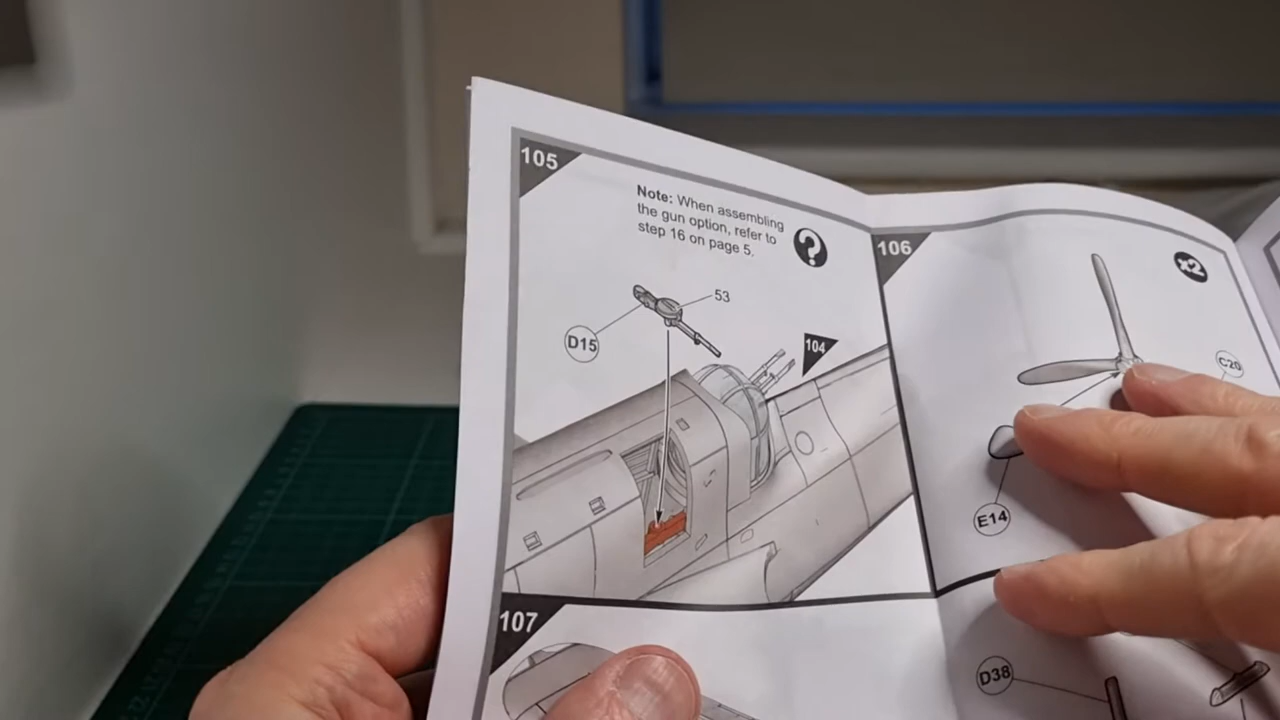 105
Note: When assembling
the gun option, refer to
step 16 on page 5.
?
53
D15
104
106
x2
C20
E14
107
D38